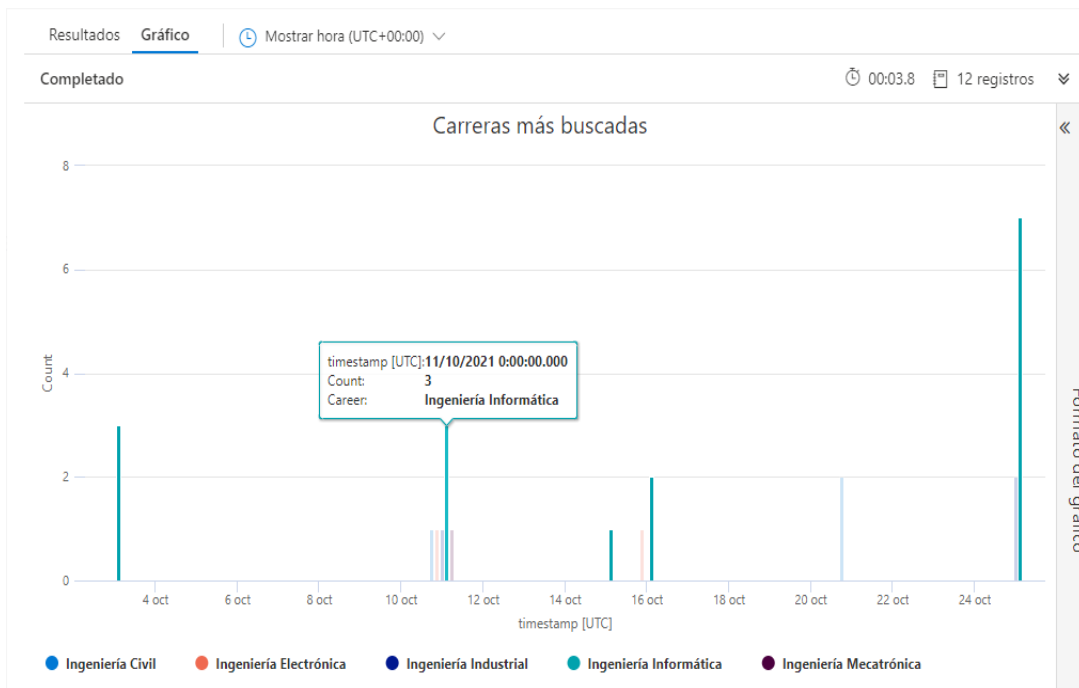 Resultados Gráfico Mostrar hora (UTC+00:00)
Completado 00:03.8 12 registros
Carreras más buscadas
8
6
4
2
0
Count
timestamp [UTC]:11/10/2021 0:00:00.000
Count: 3
Career: Ingeniería Informática
4 oct 6 oct 8 oct 10 oct 12 oct 14 oct 16 oct 18 oct 20 oct 22 oct 24 oct
timestamp [UTC]
Ingeniería Civil Ingeniería Electrónica Ingeniería Industrial Ingeniería Informática Ingeniería Mecatrónica
Formato del gráfico